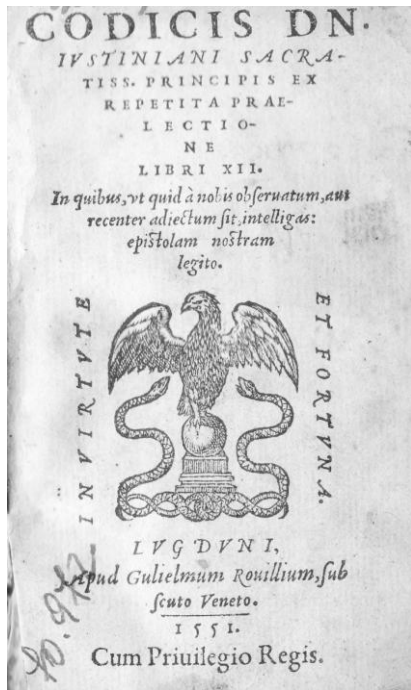 CODICIS DN.
IVSTINIANI SACRA-
TISS. PRINCIPIS EX
REPETITA PRAE-
LECTIO-
NE
LIBRI XII.
In quibus, vt quid à nobis obſeruatum, aut
recenter adiectum ſit, intelligas:
epiſtolam noſtram
legito.
IN VIRTVTE
ET FORTVNA.
LVGDVNI,
Apud Gulielmum Rouillium, ſub
ſcuto Veneto.
1551.
Cum Priuilegio Regis.